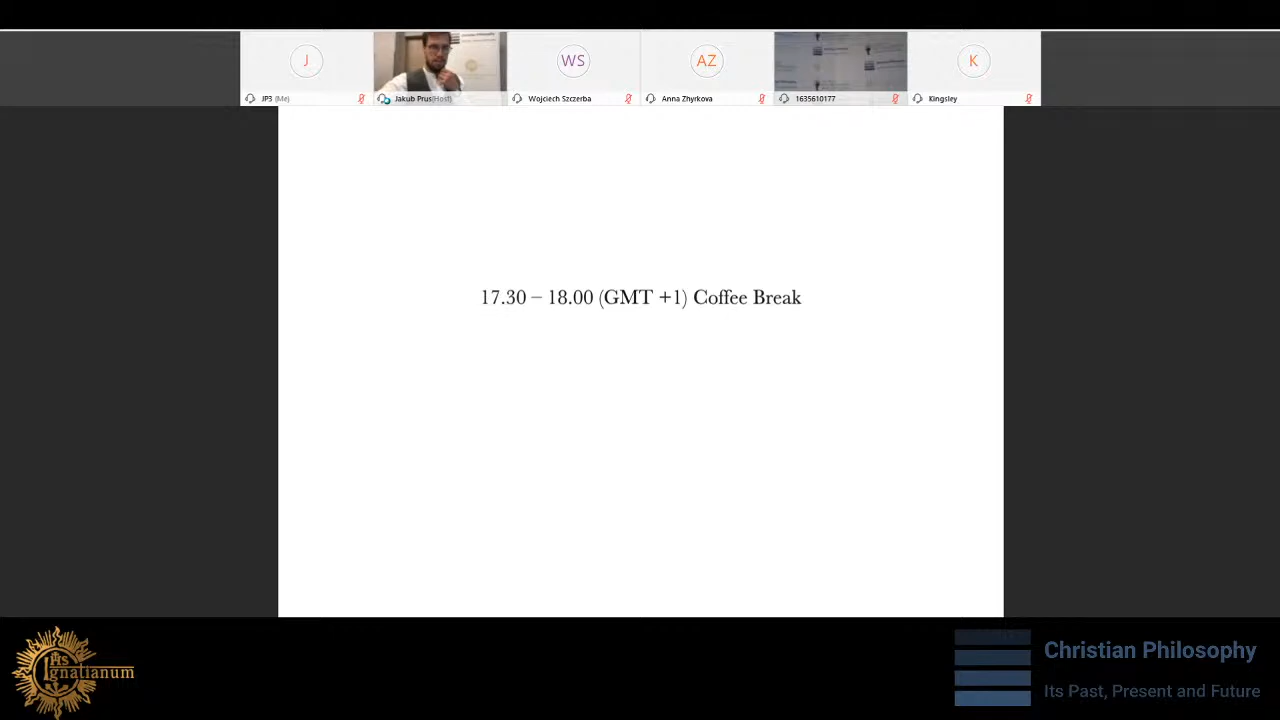 J
WS
AZ
K
JP3 (Me)
Jakub Prus(Host)
Wojciech Szczerba
Anna Zhyrkova
1635610177
Kingsley
17.30 – 18.00 (GMT +1) Coffee Break
Ignatianum
Christian Philosophy
Its Past, Present and Future